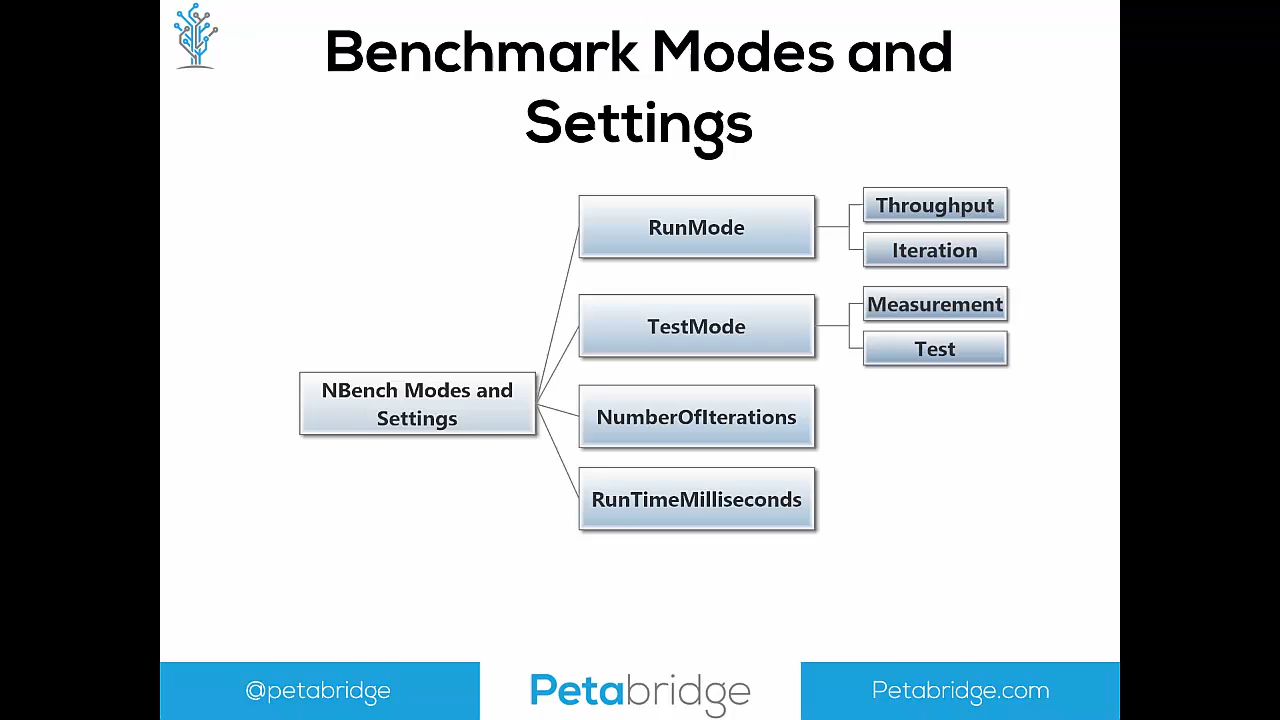 Benchmark Modes and
Settings
NBench Modes and
Settings
RunMode
Throughput
Iteration
TestMode
Measurement
Test
NumberOfIterations
RunTimeMilliseconds
@petabridge
Petabridge
Petabridge.com